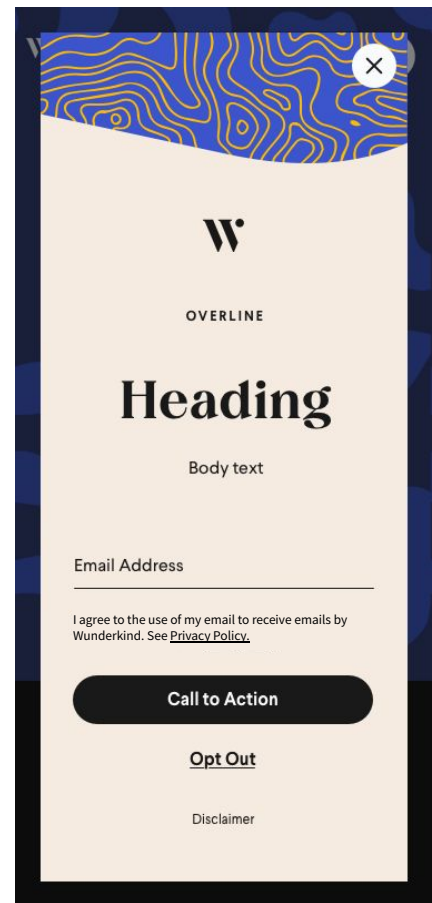 W
OVERLINE
Heading
Body text
Email Address
I agree to the use of my email to receive emails by
Wunderkind. See Privacy Policy.
Call to Action
Opt Out
Disclaimer